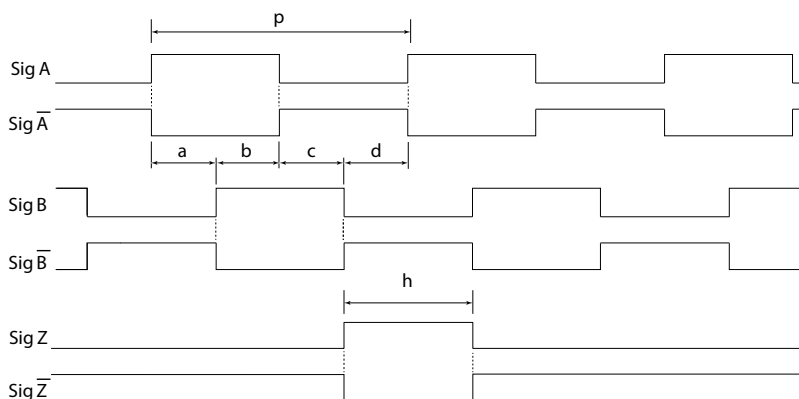 p
Sig A
Sig A̅
a b c d
Sig B
Sig B̅
h
Sig Z
Sig Z̅